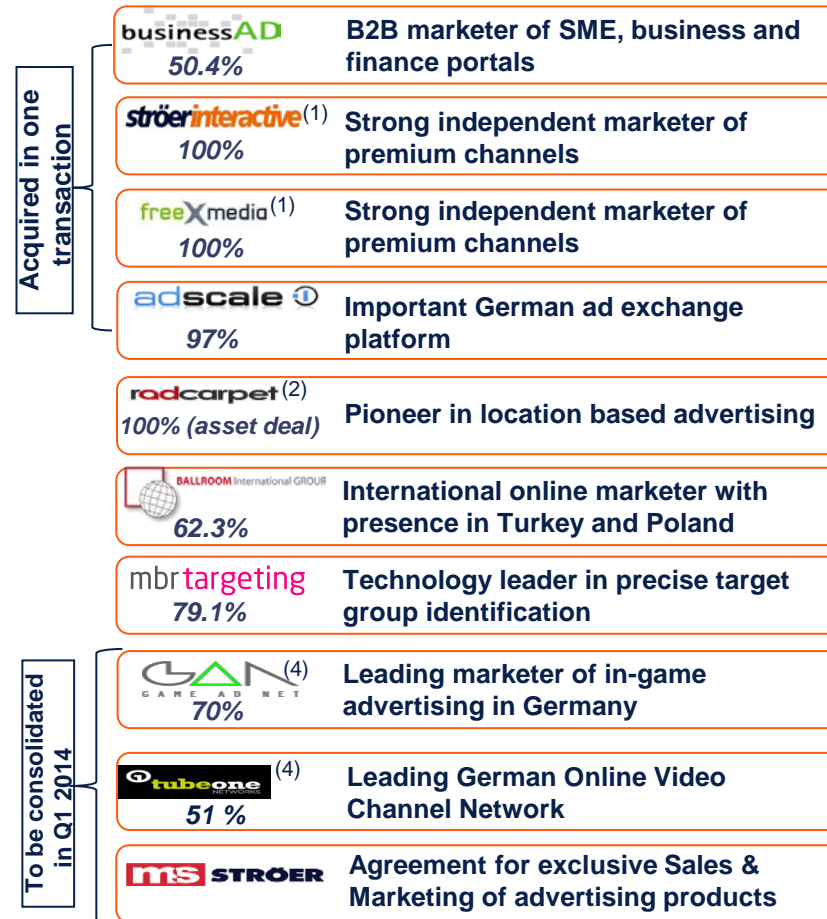 Acquired in one
transaction
businessAD
50.4%
B2B marketer of SME, business and
finance portals
ströerinteractive(1)
100%
Strong independent marketer of
premium channels
freeXmedia(1)
100%
Strong independent marketer of
premium channels
adscale
97%
Important German ad exchange
platform
radcarpet(2)
100% (asset deal)
Pioneer in location based advertising
BALLROOM International GROUP
62.3%
International online marketer with
presence in Turkey and Poland
mbr targeting
79.1%
Technology leader in precise target
group identification
To be consolidated
in Q1 2014
GAN(4)
GAME AD NET
70%
Leading marketer of in-game
advertising in Germany
tubeone(4)
NETWORKS
51 %
Leading German Online Video
Channel Network
ms STRÖER
Agreement for exclusive Sales &
Marketing of advertising products